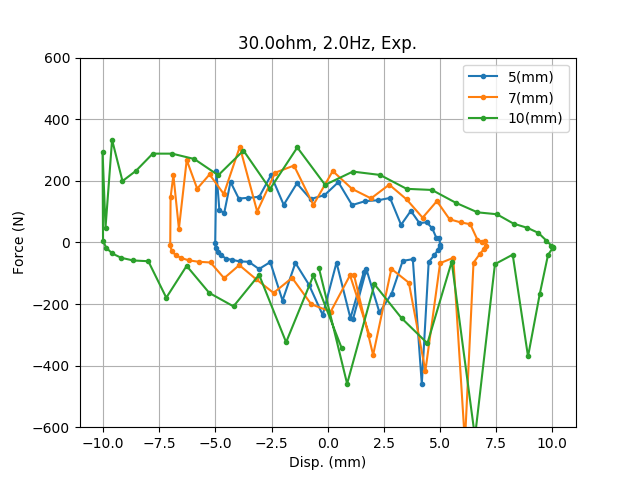 30.0ohm, 2.0Hz, Exp.
5(mm)
7(mm)
10(mm)
Force (N)
600
400
200
0
−200
−400
−600
−10.0 −7.5 −5.0 −2.5 0.0 2.5 5.0 7.5 10.0
Disp. (mm)